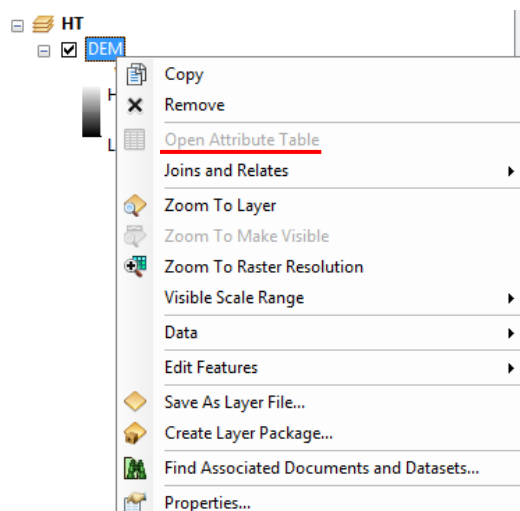 HT
DEM
H
L
Copy
Remove
Open Attribute Table
Joins and Relates
Zoom To Layer
Zoom To Make Visible
Zoom To Raster Resolution
Visible Scale Range
Data
Edit Features
Save As Layer File...
Create Layer Package...
Find Associated Documents and Datasets...
Properties...